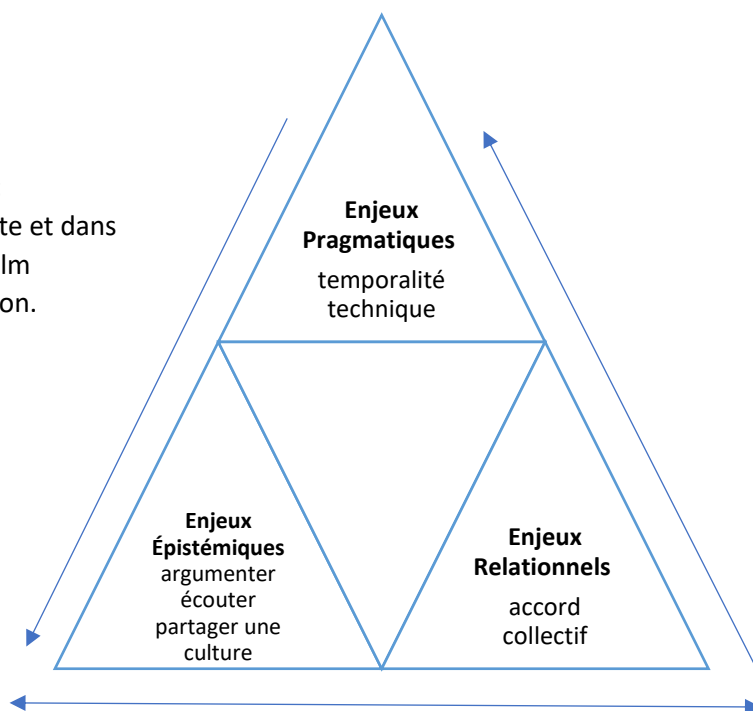 te et dans
lm
on.
Enjeux
Pragmatiques
temporalité
technique
Enjeux
Épistémiques
argumenter
écouter
partager une
culture
Enjeux
Relationnels
accord
collectif